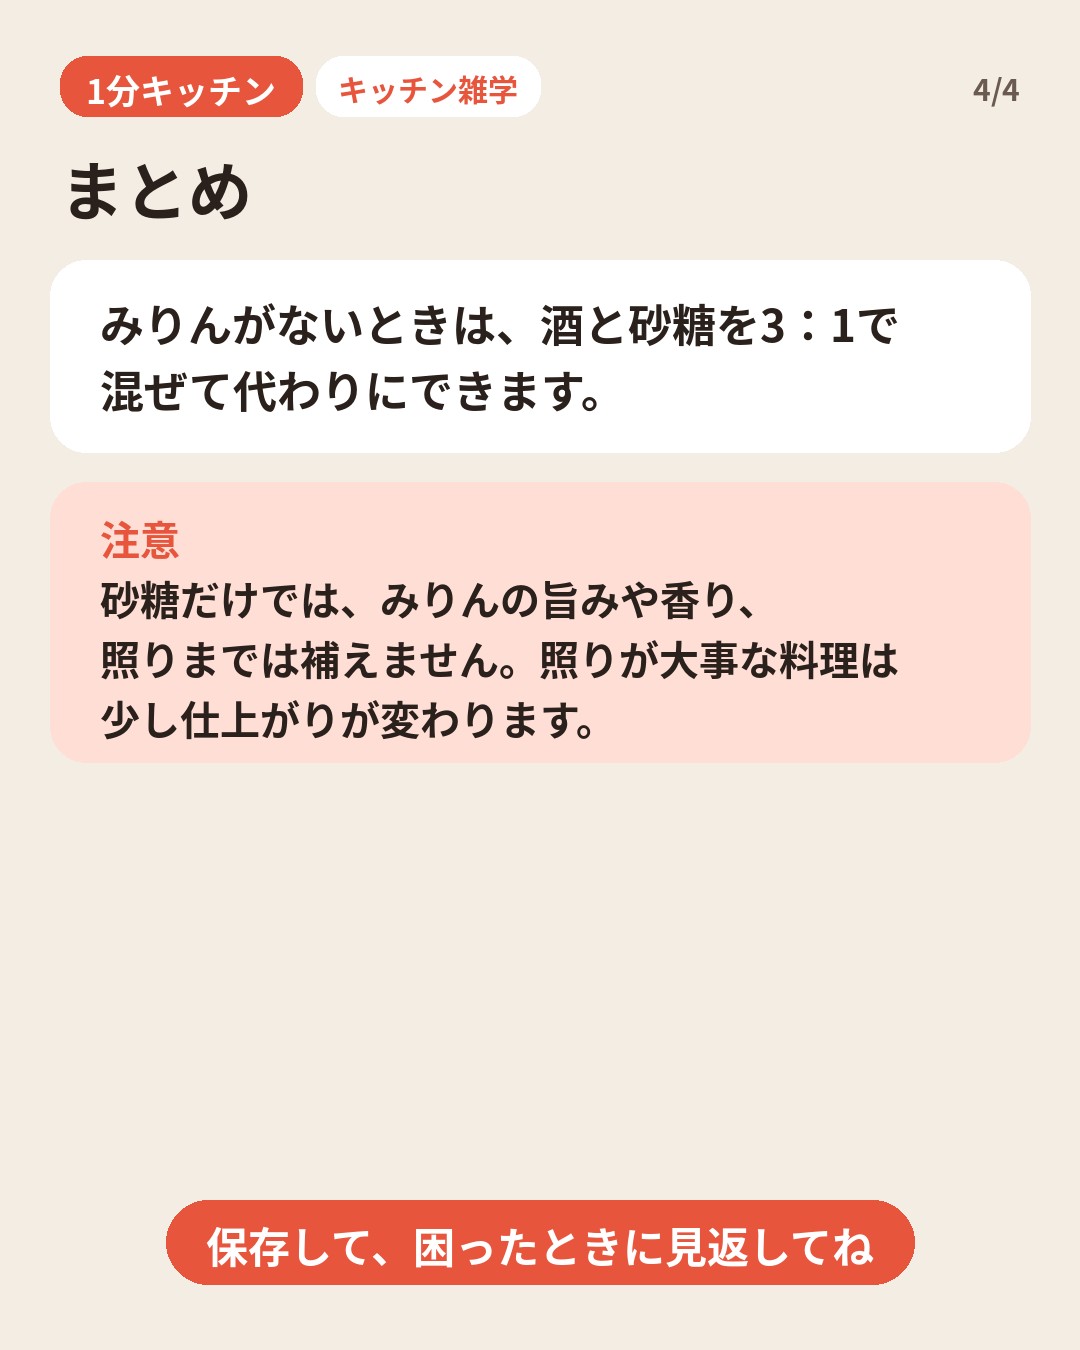 1分キッチン
キッチン雑学
4/4
まとめ
みりんがないときは、酒と砂糖を3：1で
混ぜて代わりにできます。
注意
砂糖だけでは、みりんの旨みや香り、
照りまでは補えません。照りが大事な料理は
少し仕上がりが変わります。
保存して、困ったときに見返してね